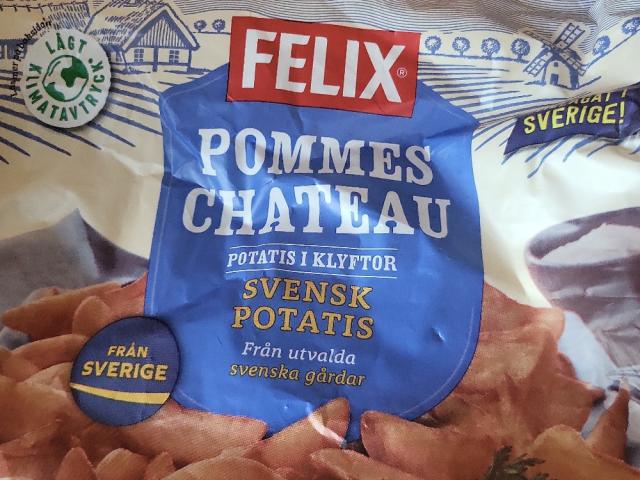 LÅGT
KLIMATAVTRYCK
FELIX®
SVERIGE!
POMMES
CHATEAU
POTATIS I KLYFTOR
SVENSK
POTATIS
Från utvalda
svenska gårdar
FRÅN
SVERIGE